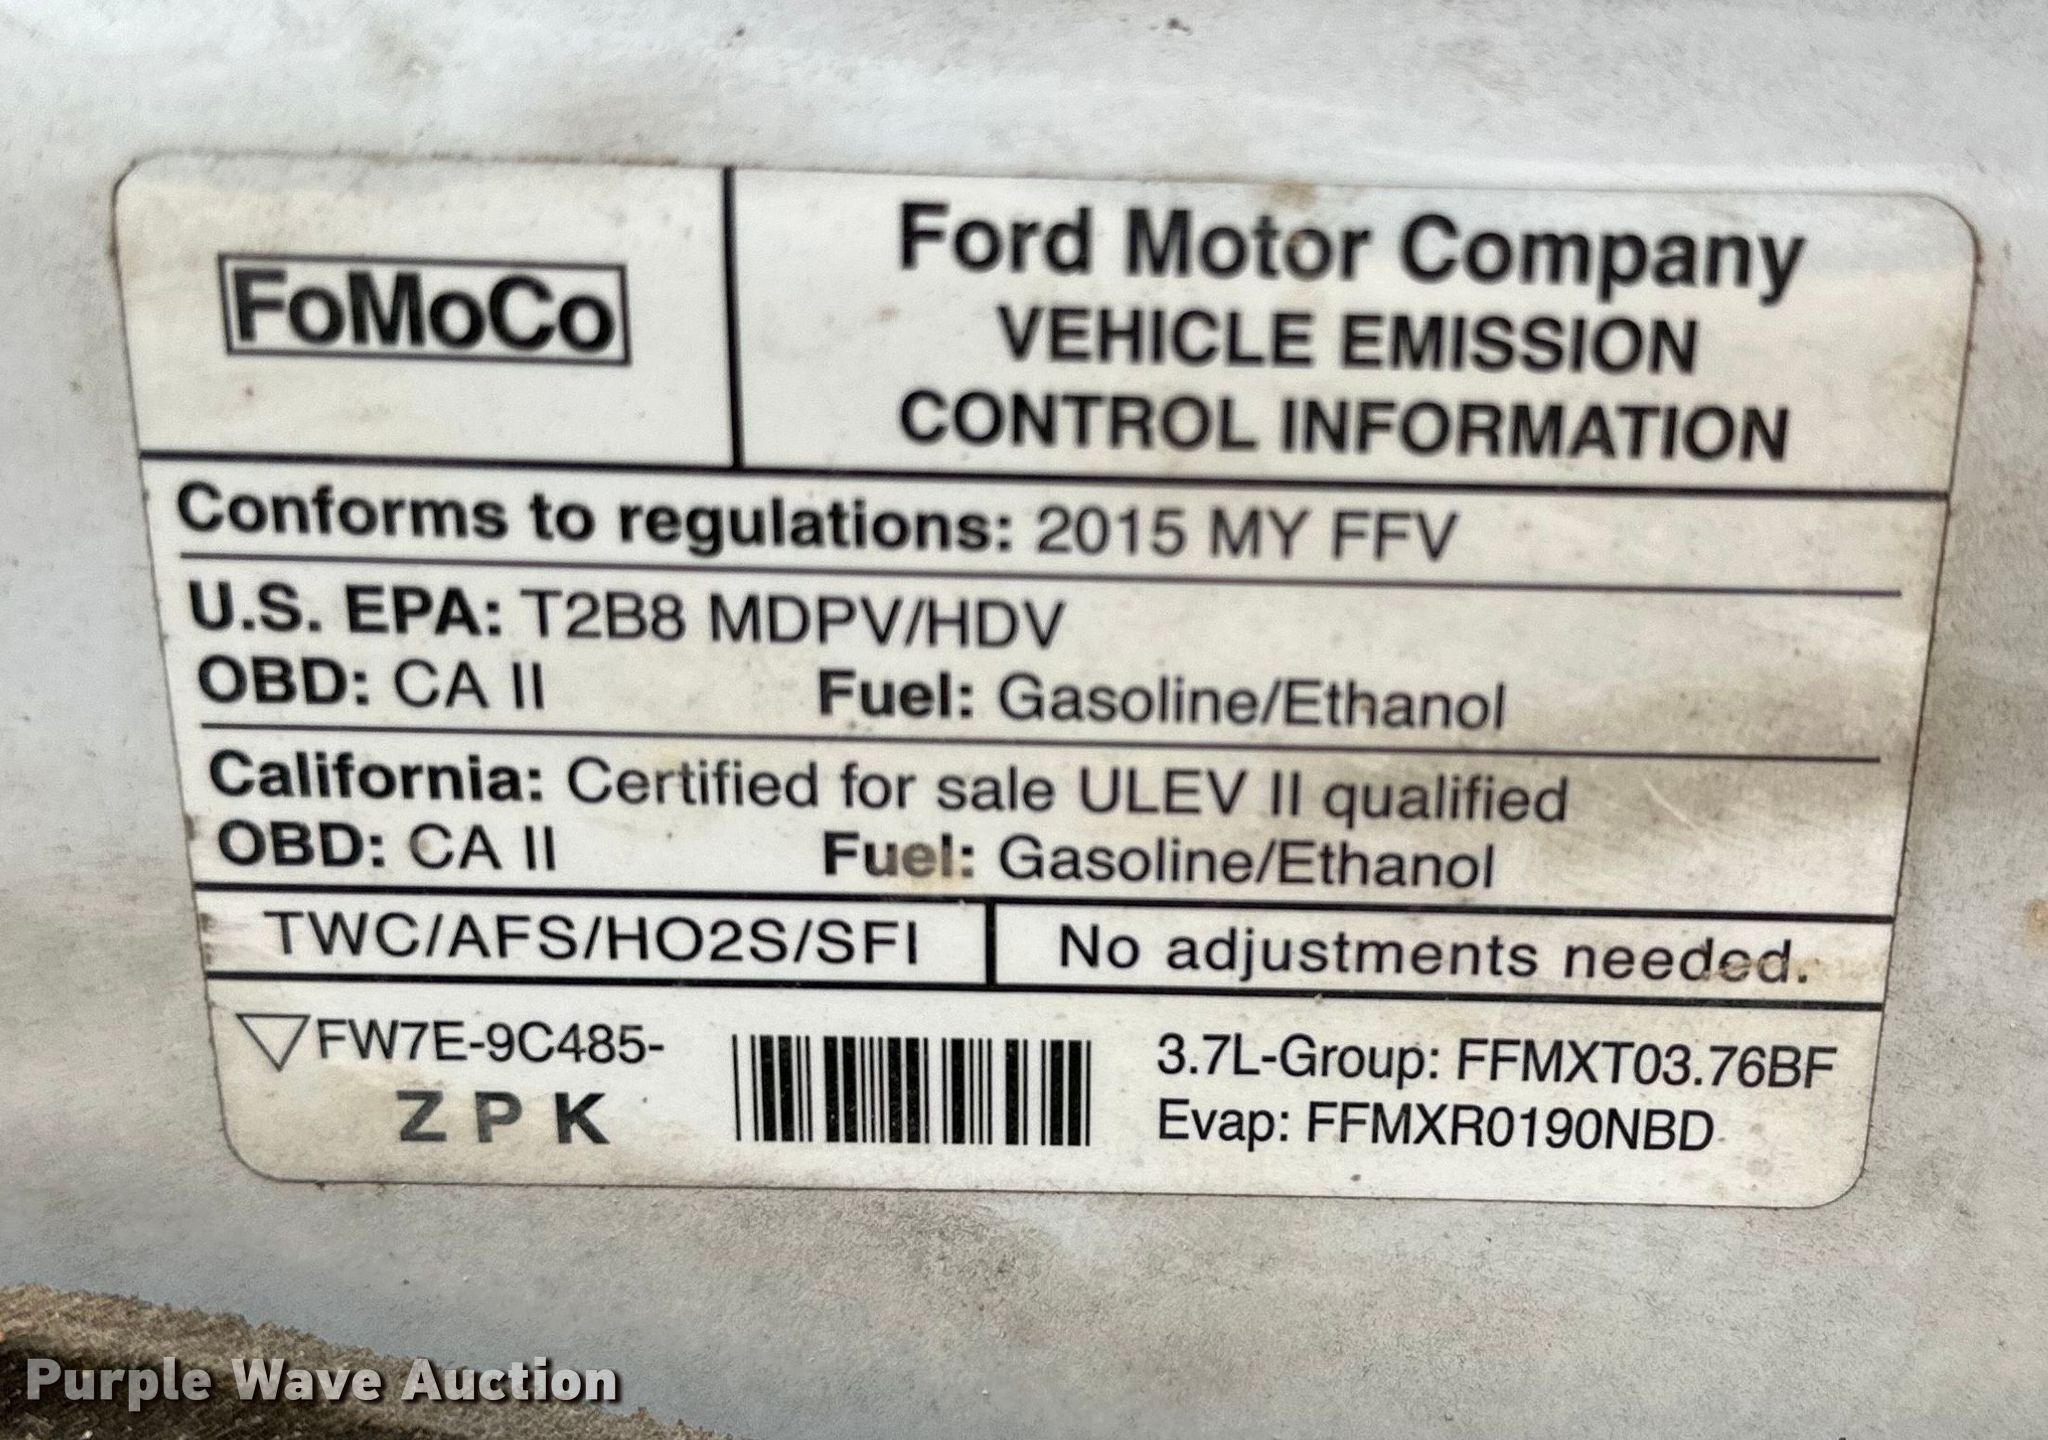 FoMoCo
Ford Motor Company
VEHICLE EMISSION
CONTROL INFORMATION
Conforms to regulations: 2015 MY FFV
U.S. EPA: T2B8 MDPV/HDV
OBD: CA II Fuel: Gasoline/Ethanol
California: Certified for sale ULEV II qualified
OBD: CA II Fuel: Gasoline/Ethanol
TWC/AFS/HO2S/SFI No adjustments needed.
FW7E-9C485-
Z P K
3.7L-Group: FFMXT03.76BF
Evap: FFMXR0190NBD
Purple Wave Auction